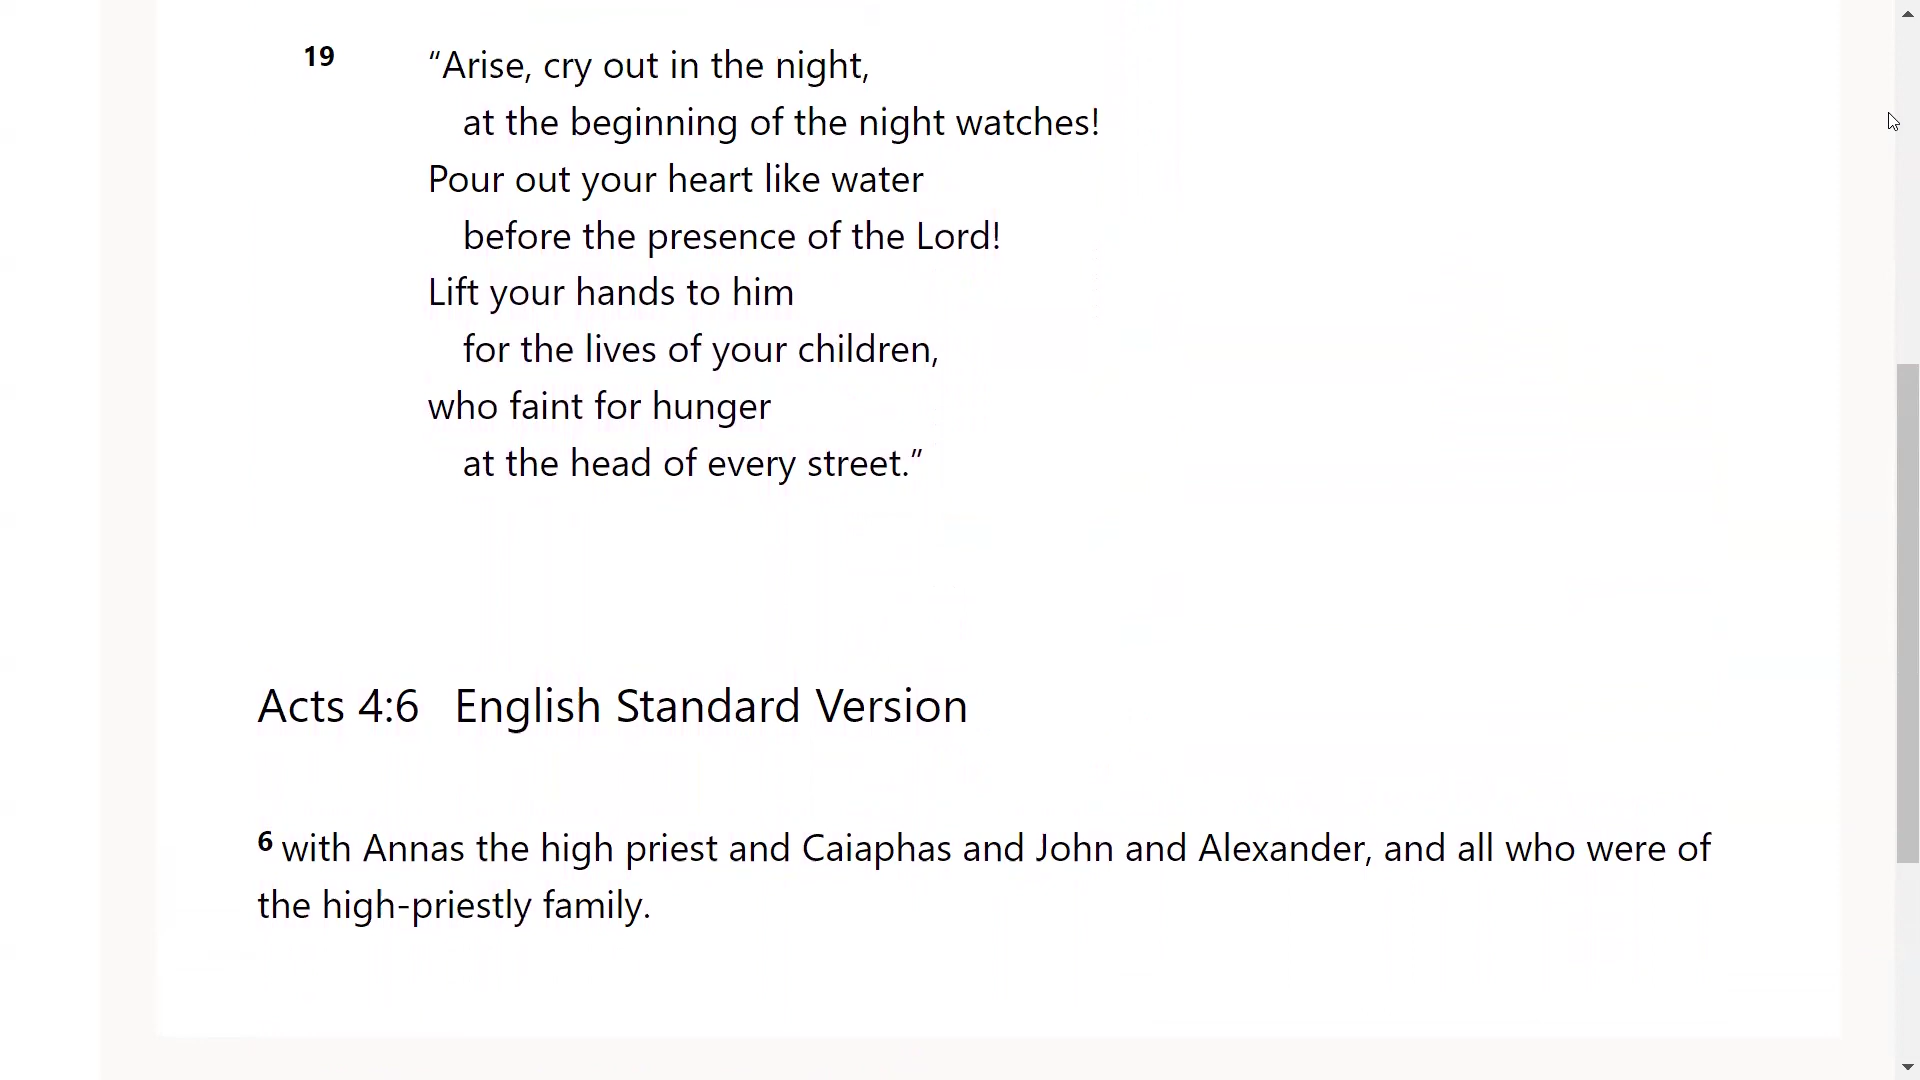 19 “Arise, cry out in the night,
at the beginning of the night watches!
Pour out your heart like water
before the presence of the Lord!
Lift your hands to him
for the lives of your children,
who faint for hunger
at the head of every street.”
Acts 4:6 English Standard Version
6 with Annas the high priest and Caiaphas and John and Alexander, and all who were of
the high-priestly family.